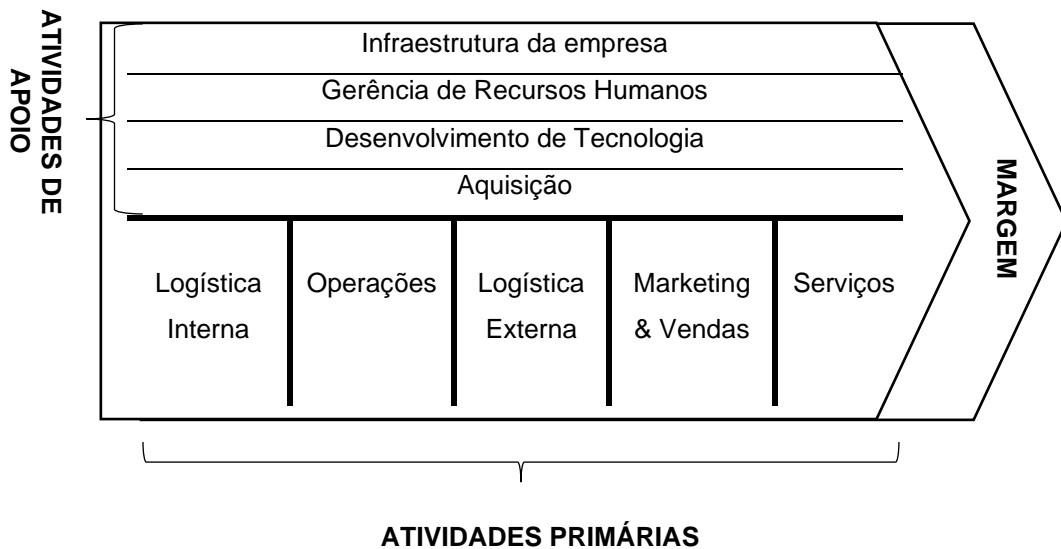 ATIVIDADES DE
APOIO
Infraestrutura da empresa
Gerência de Recursos Humanos
Desenvolvimento de Tecnologia
Aquisição
Logística
Interna
Operações
Logística
Externa
Marketing
& Vendas
Serviços
MARGEM
ATIVIDADES PRIMÁRIAS